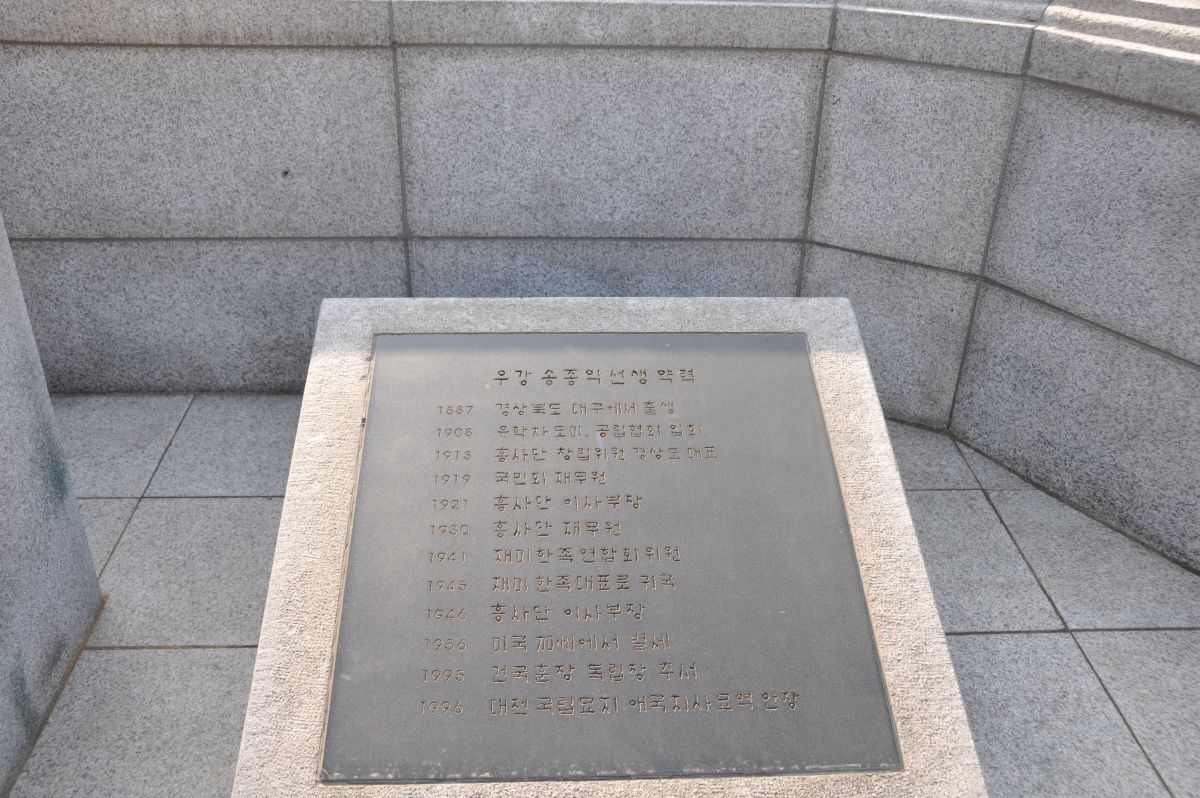 우강 송종익 선생 약력
1887 경상북도 대구에서 출생
1908 유학차 도미. 공립협회 입회
1913 흥사단 창립위원 경상도 대표
1919 국민회 재무원
1921 흥사단 이사부장
1930 흥사단 재무원
1941 재미한족연합회위원
1945 재미한족대표로 귀국
1946 흥사단 이사부장
1956 미국 加州에서 별세
1995 건국훈장 독립장 추서
1996 대전 국립묘지 애국지사 묘역 안장